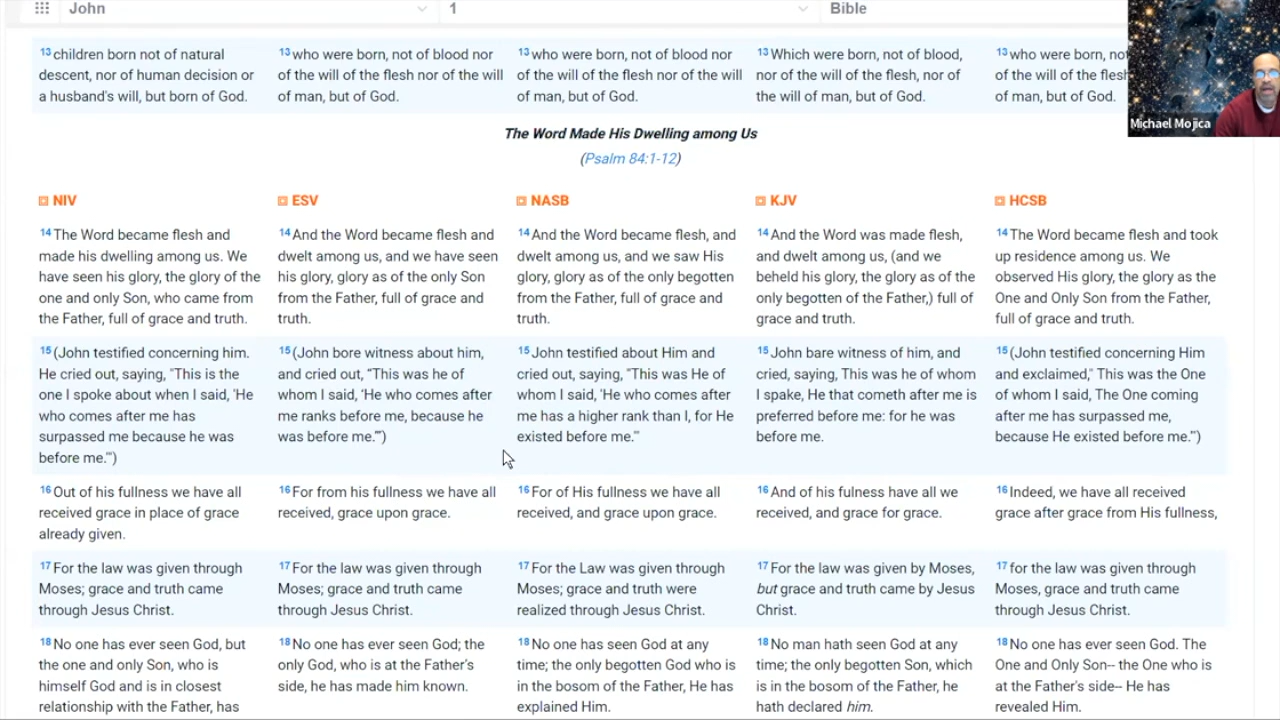 John
1
Bible
13 children born not of natural
descent, nor of human decision or
a husband's will, but born of God.
13 who were born, not of blood nor
of the will of the flesh nor of the will
of man, but of God.
13 who were born, not of blood nor
of the will of the flesh nor of the will
of man, but of God.
13 Which were born, not of blood,
nor of the will of the flesh, nor of
the will of man, but of God.
13 who were born, not
of the will of the flesh
of man, but of God.
Michael Mojica
The Word Made His Dwelling among Us
(Psalm 84:1-12)
NIV
14 The Word became flesh and
made his dwelling among us. We
have seen his glory, the glory of the
one and only Son, who came from
the Father, full of grace and truth.
15 (John testified concerning him.
He cried out, saying, "This is the
one I spoke about when I said, 'He
who comes after me has
surpassed me because he was
before me.'")
16 Out of his fullness we have all
received grace in place of grace
already given.
17 For the law was given through
Moses; grace and truth came
through Jesus Christ.
18 No one has ever seen God, but
the one and only Son, who is
himself God and is in closest
relationship with the Father, has
ESV
14 And the Word became flesh and
dwelt among us, and we have seen
his glory, glory as of the only Son
from the Father, full of grace and
truth.
15 (John bore witness about him,
and cried out, “This was he of
whom I said, ‘He who comes after
me ranks before me, because he
was before me.’”)
16 For from his fullness we have all
received, grace upon grace.
17 For the law was given through
Moses; grace and truth came
through Jesus Christ.
18 No one has ever seen God; the
only God, who is at the Father's
side, he has made him known.
NASB
14 And the Word became flesh, and
dwelt among us, and we saw His
glory, glory as of the only begotten
from the Father, full of grace and
truth.
15 John testified about Him and
cried out, saying, "This was He of
whom I said, 'He who comes after
me has a higher rank than I, for He
existed before me.'"
16 For of His fullness we have all
received, and grace upon grace.
17 For the Law was given through
Moses; grace and truth were
realized through Jesus Christ.
18 No one has seen God at any
time; the only begotten God who is
in the bosom of the Father, He has
explained Him.
KJV
14 And the Word was made flesh,
and dwelt among us, (and we
beheld his glory, the glory as of the
only begotten of the Father,) full of
grace and truth.
15 John bare witness of him, and
cried, saying, This was he of whom
I spake, He that cometh after me is
preferred before me: for he was
before me.
16 And of his fulness have all we
received, and grace for grace.
17 For the law was given by Moses,
but grace and truth came by Jesus
Christ.
18 No man hath seen God at any
time; the only begotten Son, which
is in the bosom of the Father, he
hath declared him.
HCSB
14 The Word became flesh and took
up residence among us. We
observed His glory, the glory as the
One and Only Son from the Father,
full of grace and truth.
15 (John testified concerning Him
and exclaimed," This was the One
of whom I said, The One coming
after me has surpassed me,
because He existed before me.")
16 Indeed, we have all received
grace after grace from His fullness,
17 for the law was given through
Moses, grace and truth came
through Jesus Christ.
18 No one has ever seen God. The
One and Only Son-- the One who is
at the Father's side-- He has
revealed Him.